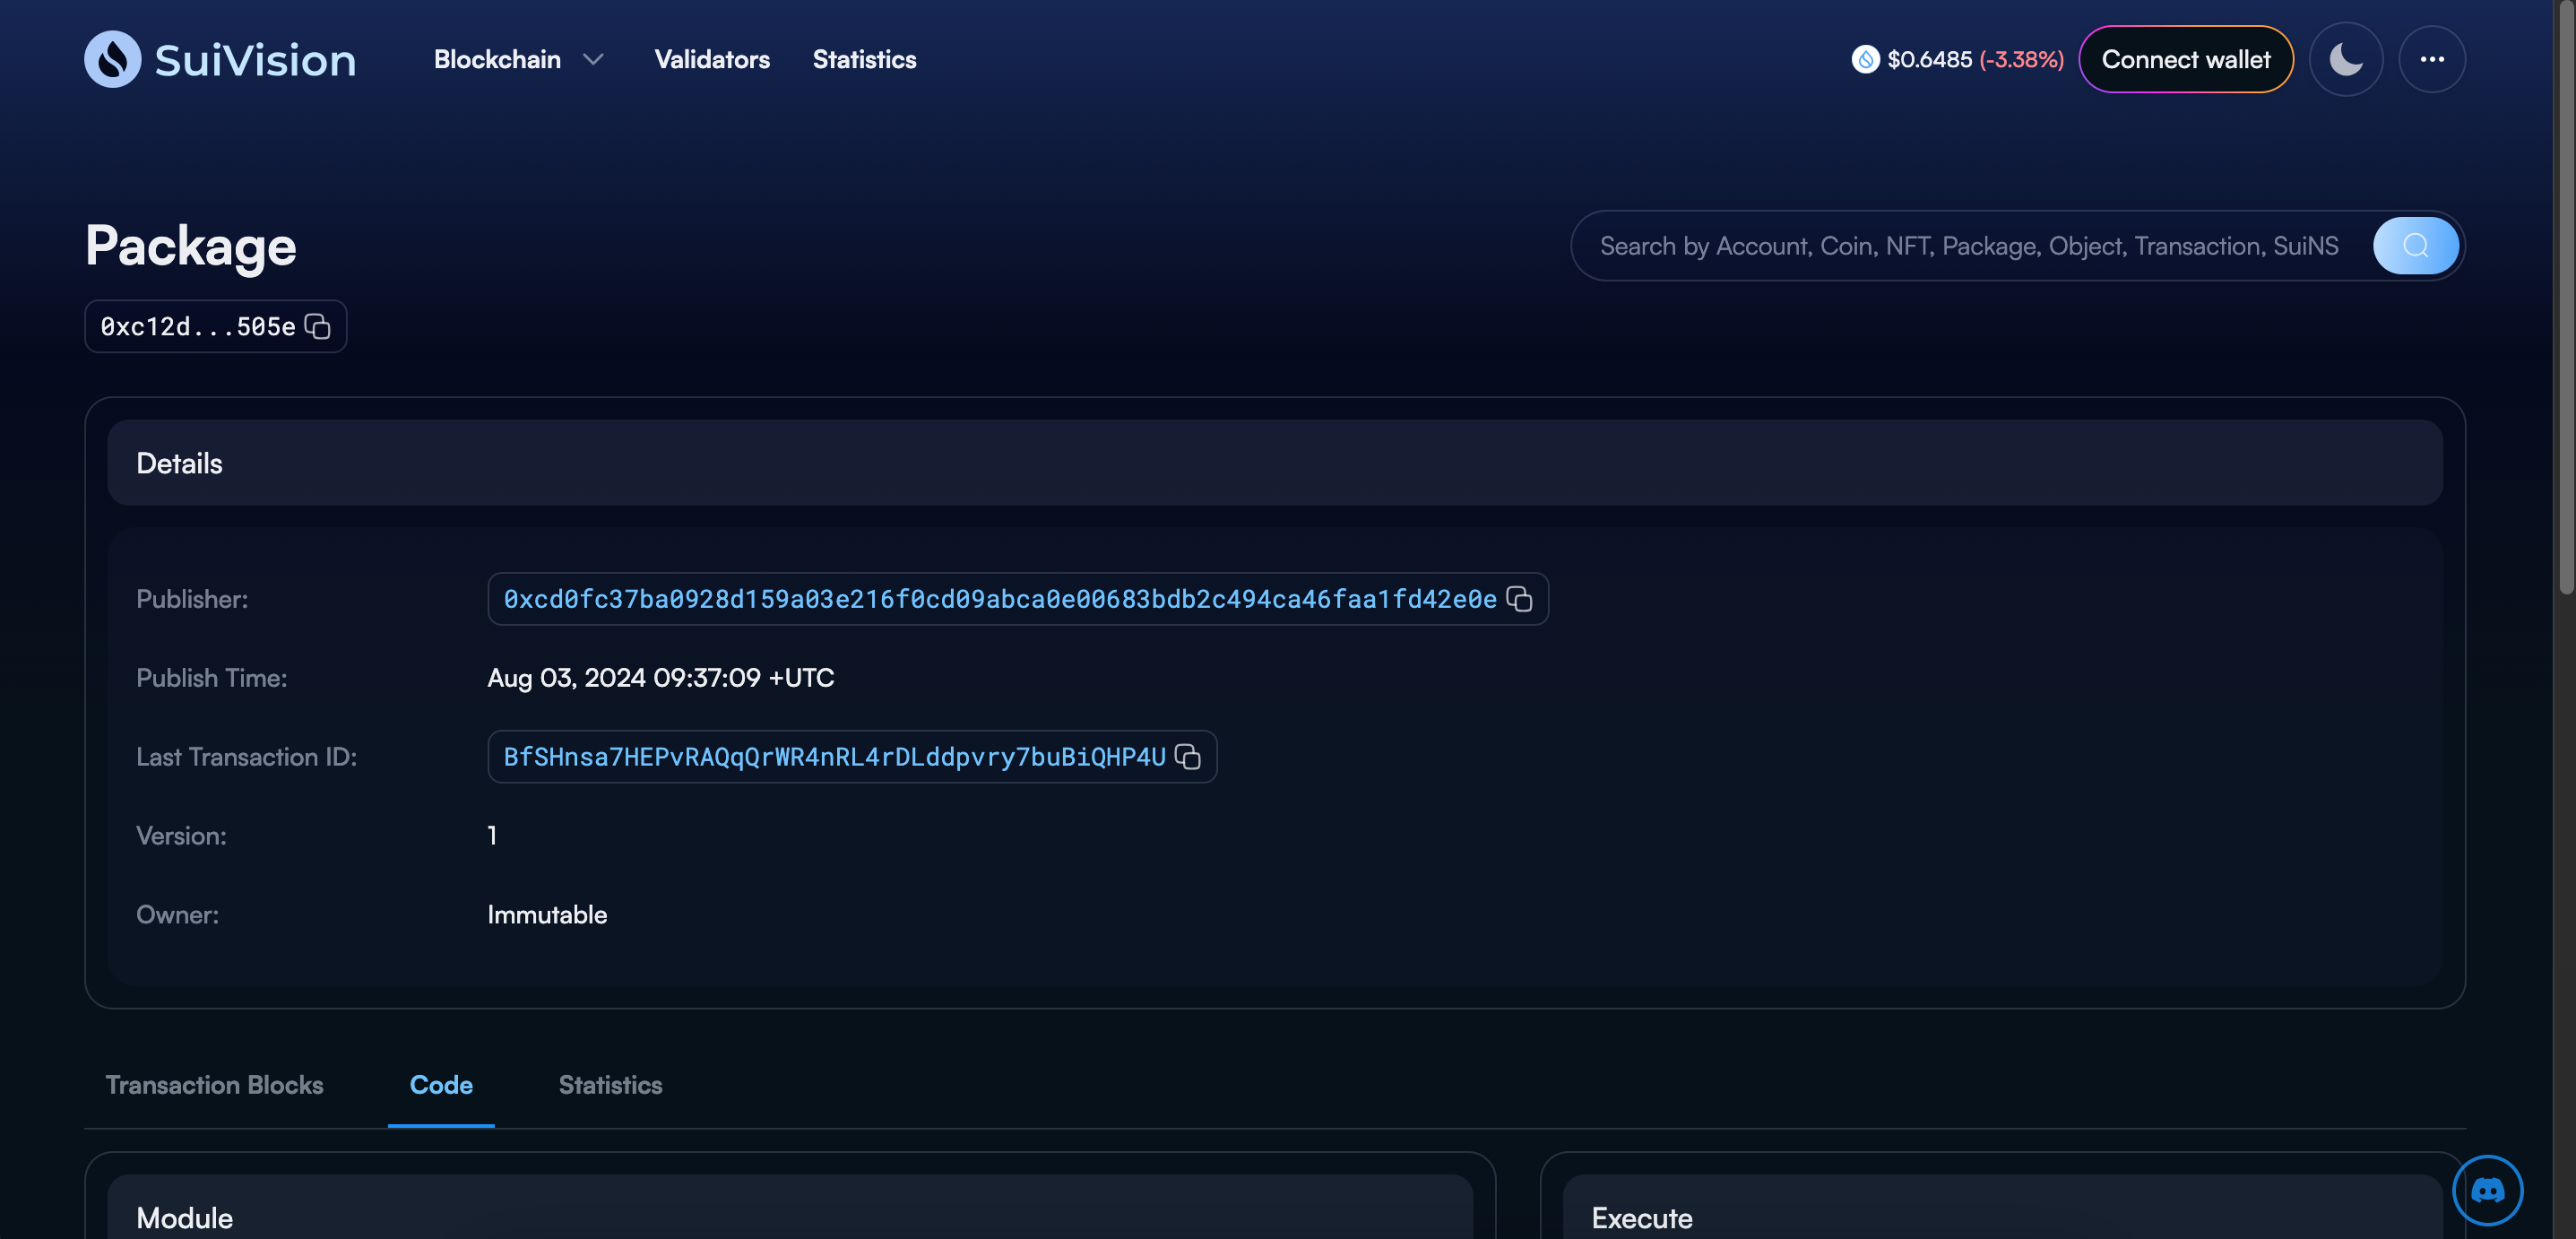 SuiVision
Blockchain
Validators
Statistics
$0.6485 (-3.38%)
Connect wallet
Package
Search by Account, Coin, NFT, Package, Object, Transaction, SuiNS
0xc12d...505e
Details
Publisher:
0xcd0fc37ba0928d159a03e216f0cd09abca0e00683bdb2c494ca46faa1fd42e0e
Publish Time:
Aug 03, 2024 09:37:09 +UTC
Last Transaction ID:
BfSHnsa7HEPvRAQqQrWR4nRL4rDLddpvry7buBiQHP4U
Version:
1
Owner:
Immutable
Transaction Blocks
Code
Statistics
Module
Execute